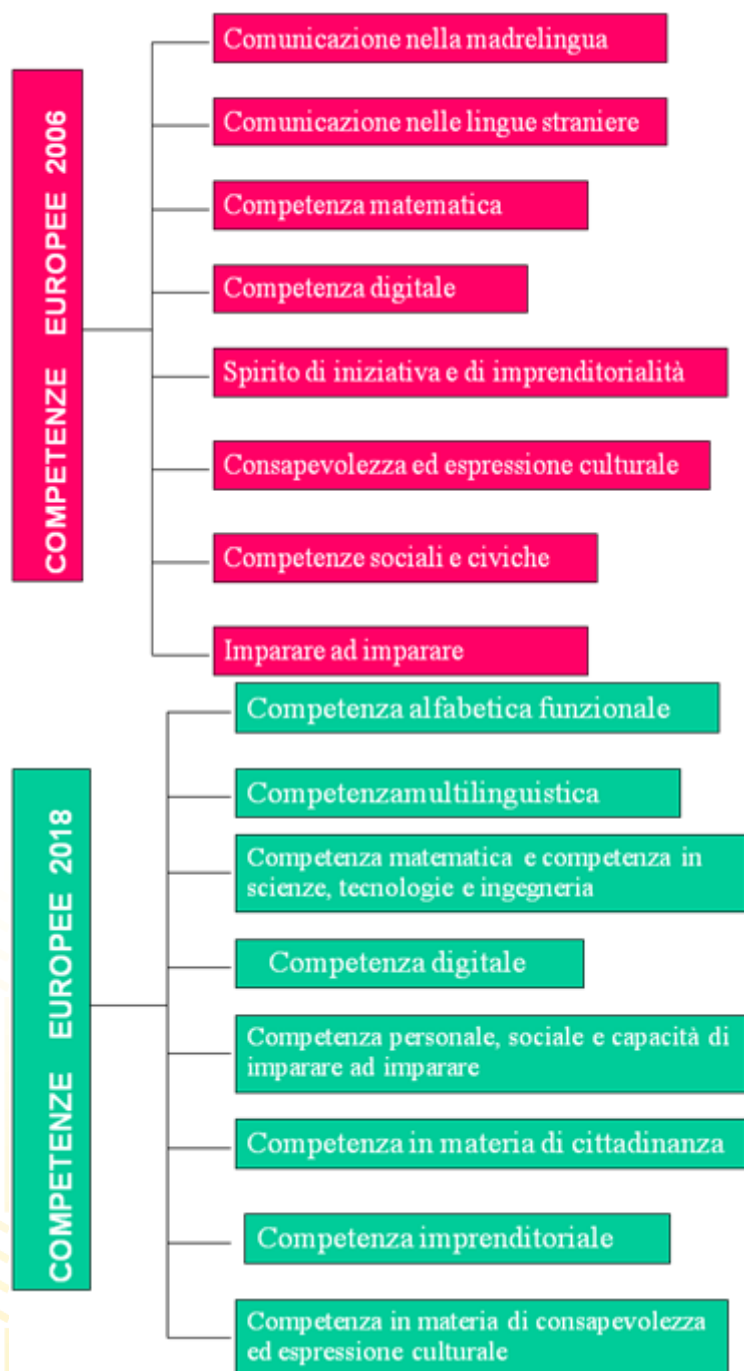 COMPETENZE EUROPEE 2006
Comunicazione nella madrelingua
Comunicazione nelle lingue straniere
Competenza matematica
Competenza digitale
Spirito di iniziativa e di imprenditorialità
Consapevolezza ed espressione culturale
Competenze sociali e civiche
Imparare ad imparare
COMPETENZE EUROPEE 2018
Competenza alfabetica funzionale
Competenzamultilinguistica
Competenza matematica e competenza in
scienze, tecnologie e ingegneria
Competenza digitale
Competenza personale, sociale e capacità di
imparare ad imparare
Competenza in materia di cittadinanza
Competenza imprenditoriale
Competenza in materia di consapevolezza
ed espressione culturale